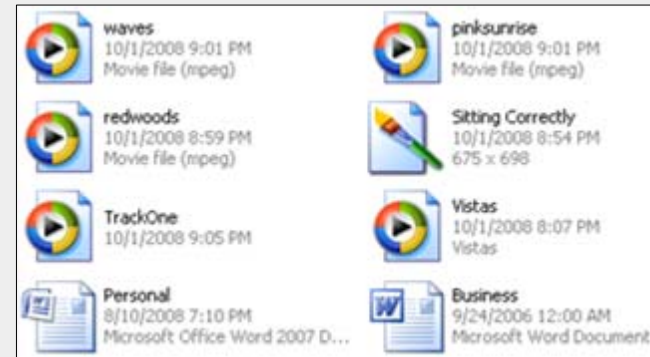 waves
10/1/2008 9:01 PM
Movie file (mpeg)
pinksunrise
10/1/2008 9:01 PM
Movie file (mpeg)
redwoods
10/1/2008 8:59 PM
Movie file (mpeg)
Sitting Correctly
10/1/2008 8:54 PM
675 x 698
TrackOne
10/1/2008 9:05 PM
Vistas
10/1/2008 8:07 PM
Vistas
Personal
8/10/2008 7:10 PM
Microsoft Office Word 2007 D...
Business
9/24/2006 12:00 AM
Microsoft Word Document